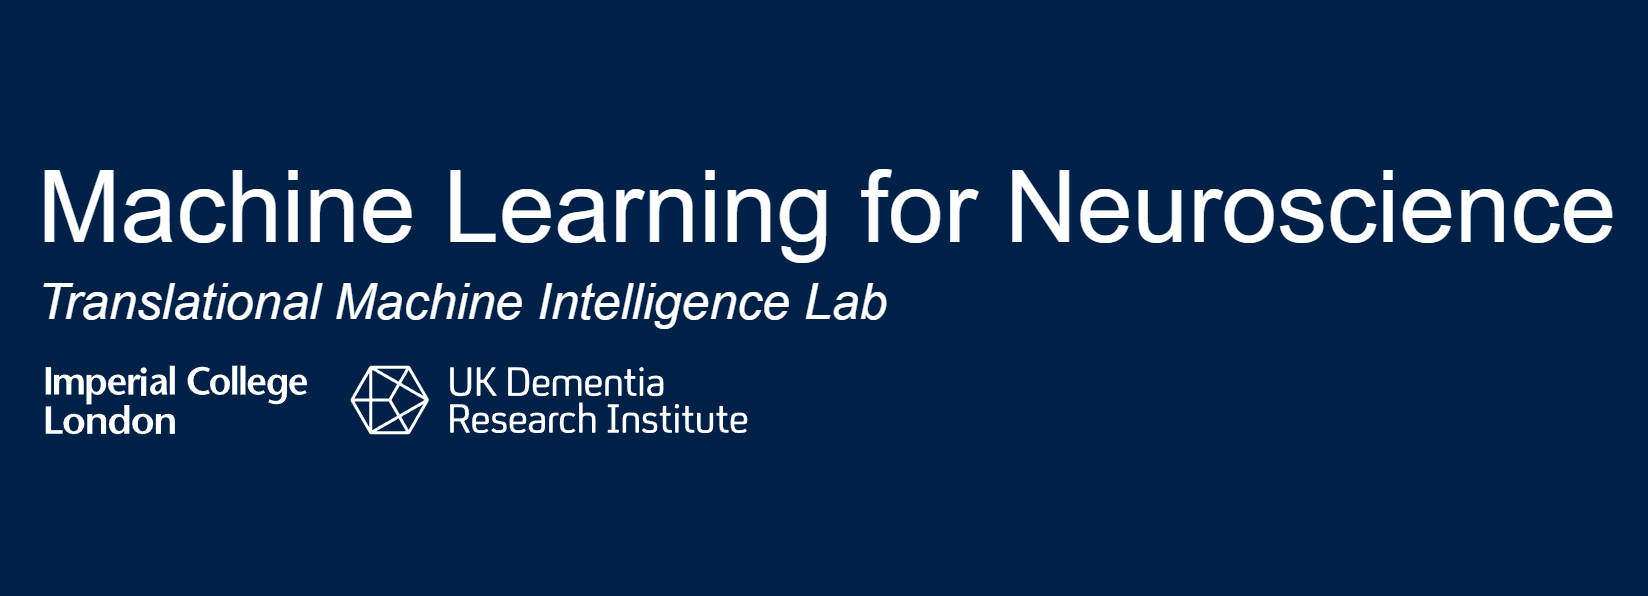 Machine Learning for Neuroscience
Translational Machine Intelligence Lab
Imperial College
London
UK Dementia
Research Institute